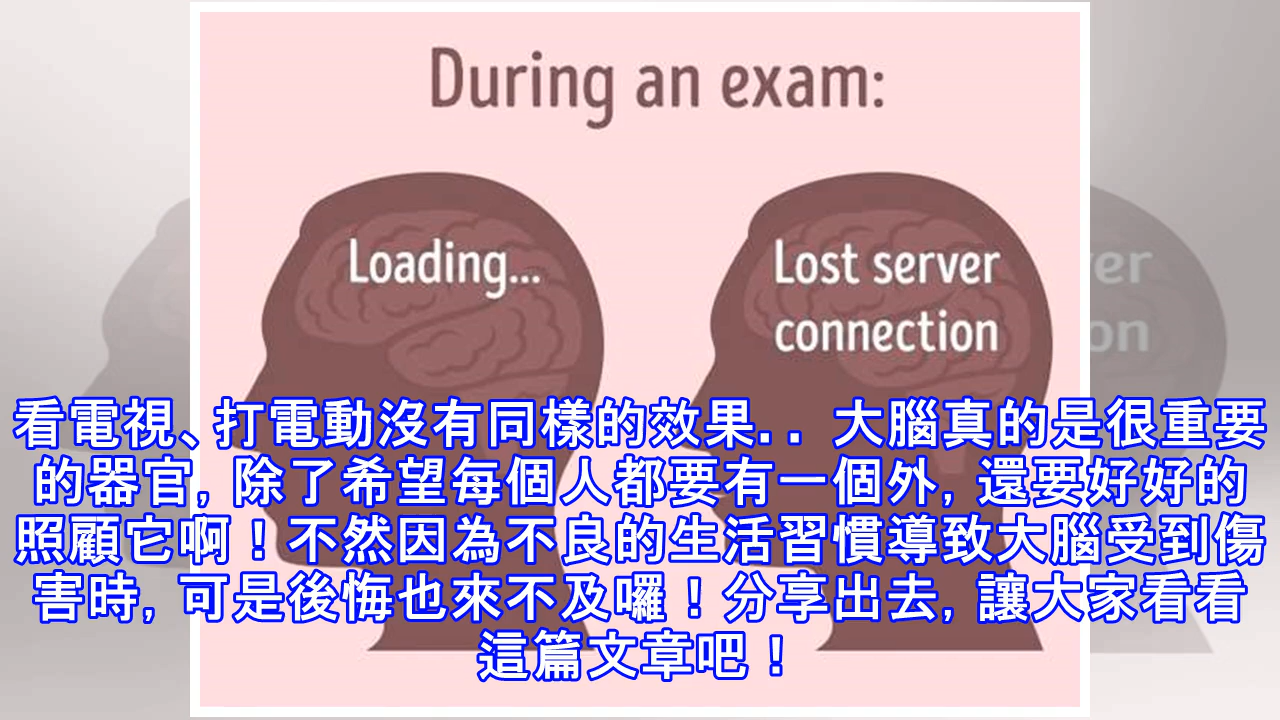 During an exam:
Loading...
Lost server
connection
er
on
看電視、打電動沒有同樣的效果.. 大腦真的是很重要
的器官, 除了希望每個人都要有一個外, 還要好好的
照顧它啊！不然因為不良的生活習慣導致大腦受到傷
害時, 可是後悔也來不及囉！分享出去, 讓大家看看
這篇文章吧！